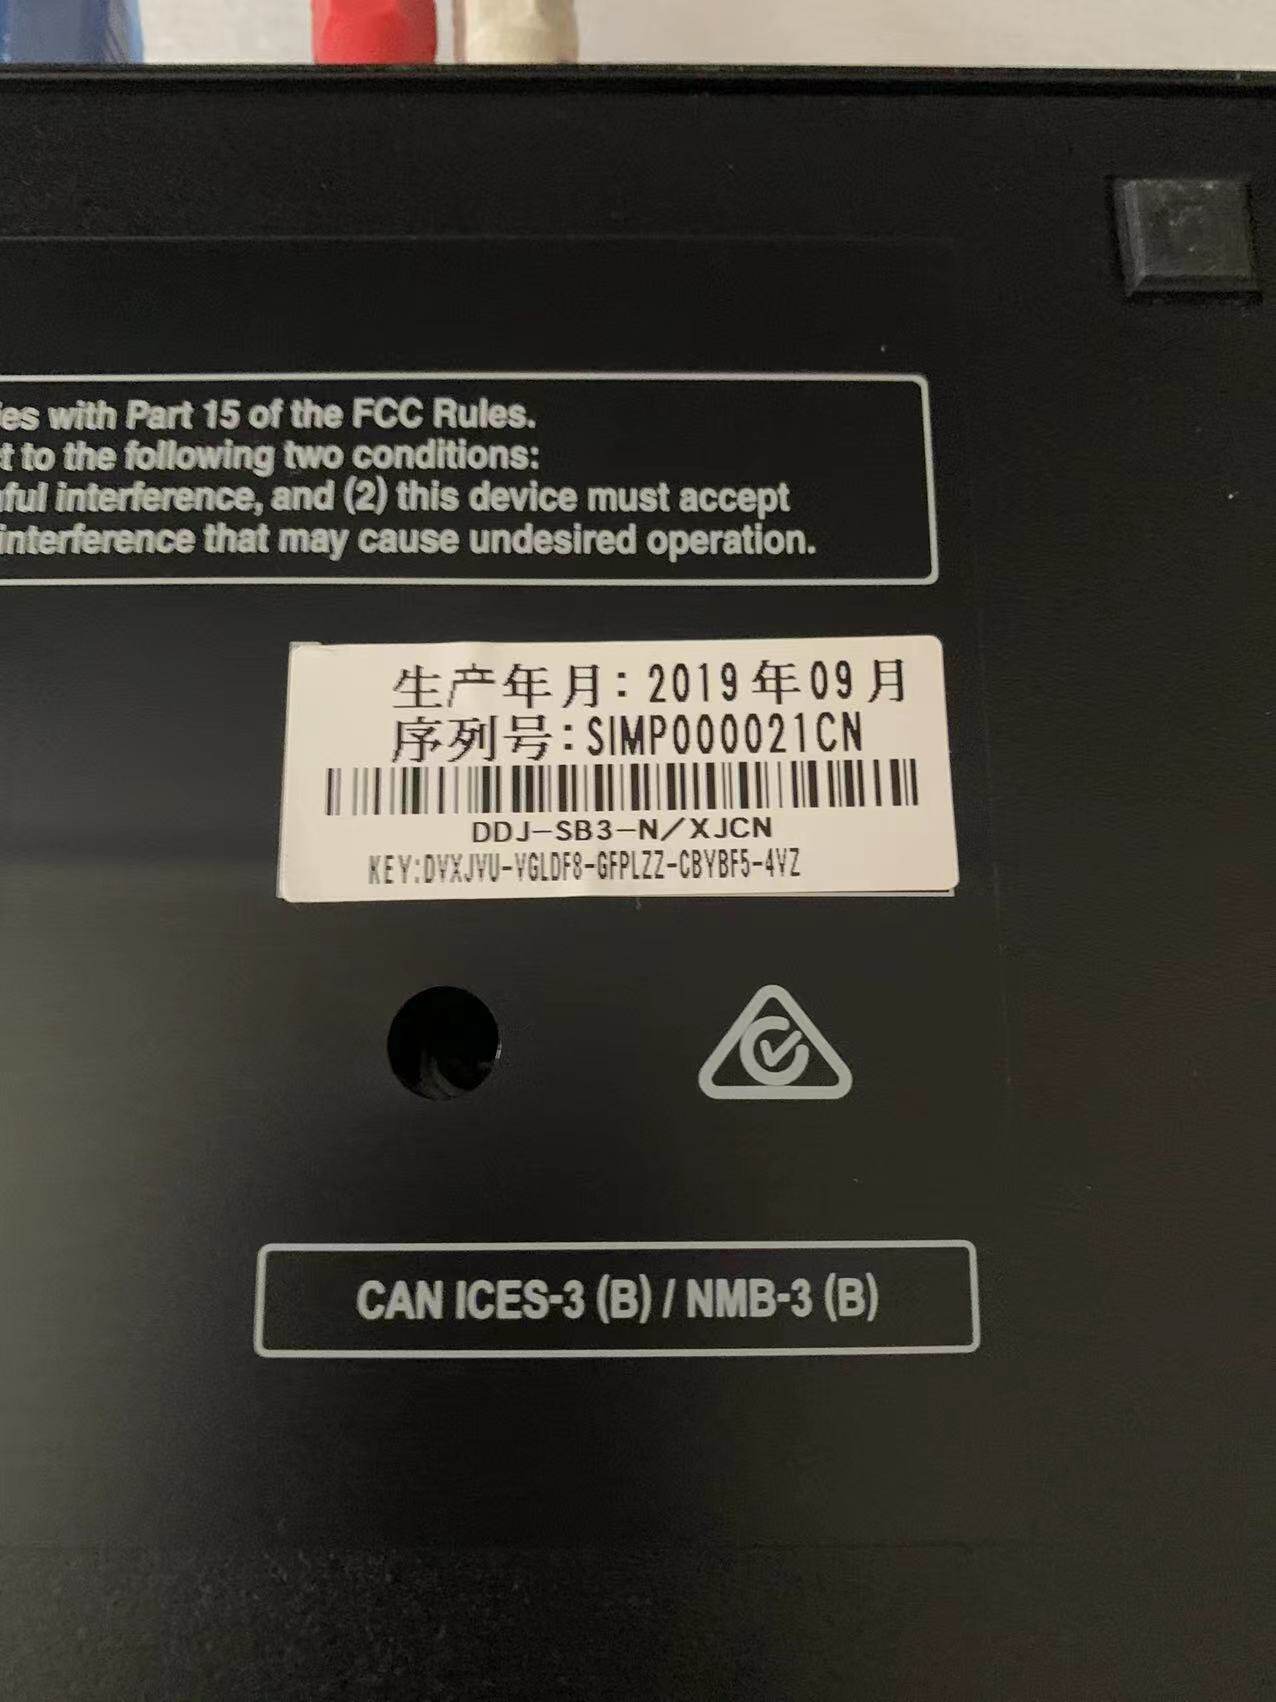 es with Part 15 of the FCC Rules.
t to the following two conditions:
ful interference, and (2) this device must accept
interference that may cause undesired operation.
生产年月:2019年09月
序列号:SIMP000021CN
DDJ-SB3-N/XJCN
KEY:DVXJVU-VGLDF8-GFPLZZ-CBYBF5-4VZ
CAN ICES-3 (B) / NMB-3 (B)